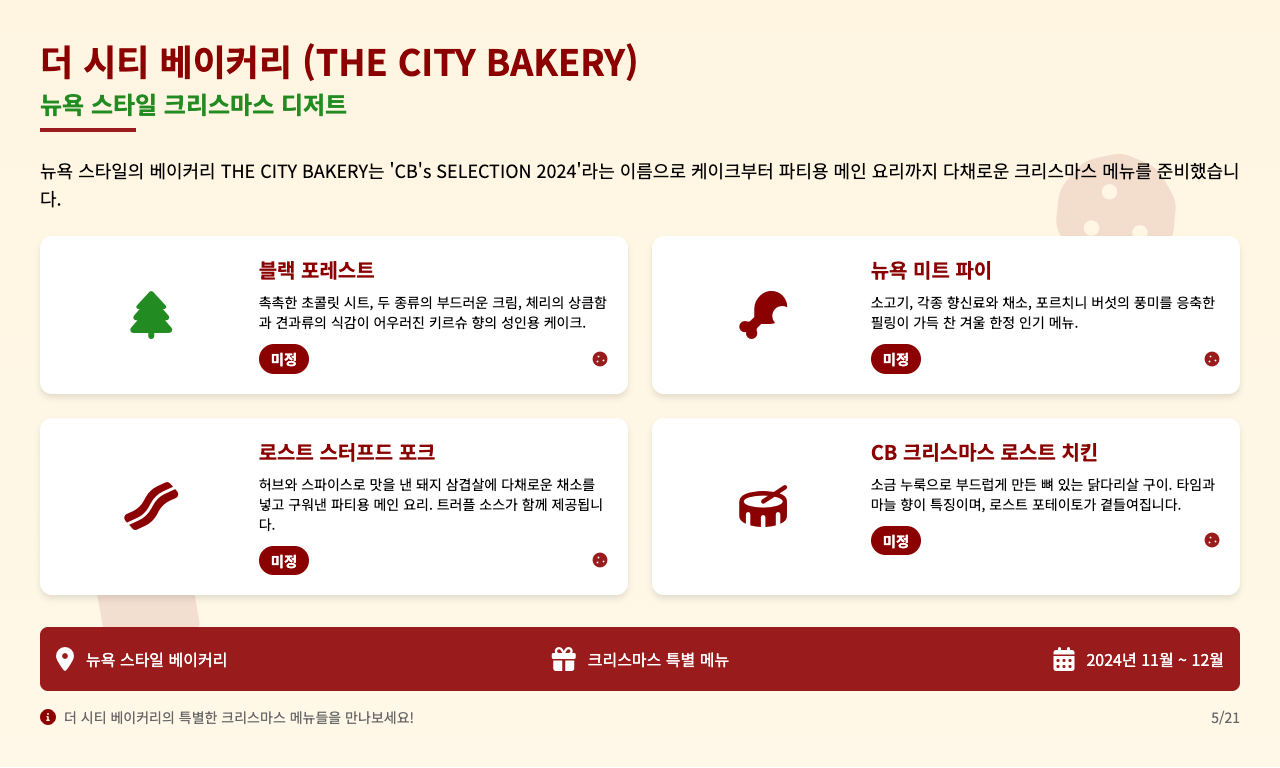 더 시티 베이커리 (THE CITY BAKERY)
뉴욕 스타일 크리스마스 디저트
뉴욕 스타일의 베이커리 THE CITY BAKERY는 'CB's SELECTION 2024'라는 이름으로 케이크부터 파티용 메인 요리까지 다채로운 크리스마스 메뉴를 준비했습니
다.
블랙 포레스트
촉촉한 초콜릿 시트, 두 종류의 부드러운 크림, 체리의 상큼함
과 견과류의 식감이 어우러진 키르슈 향의 성인용 케이크.
미정
뉴욕 미트 파이
소고기, 각종 향신료와 채소, 포르치니 버섯의 풍미를 응축한
필링이 가득 찬 겨울 한정 인기 메뉴.
미정
로스트 스터프드 포크
허브와 스파이스로 맛을 낸 돼지 삼겹살에 다채로운 채소를
넣고 구워낸 파티용 메인 요리. 트러플 소스가 함께 제공됩니
다.
미정
CB 크리스마스 로스트 치킨
소금 누룩으로 부드럽게 만든 뼈 있는 닭다리살 구이. 타임과
마늘 향이 특징이며, 로스트 포테이토가 곁들여집니다.
미정
뉴욕 스타일 베이커리
크리스마스 특별 메뉴
2024년 11월 ~ 12월
더 시티 베이커리의 특별한 크리스마스 메뉴들을 만나보세요!
5/21